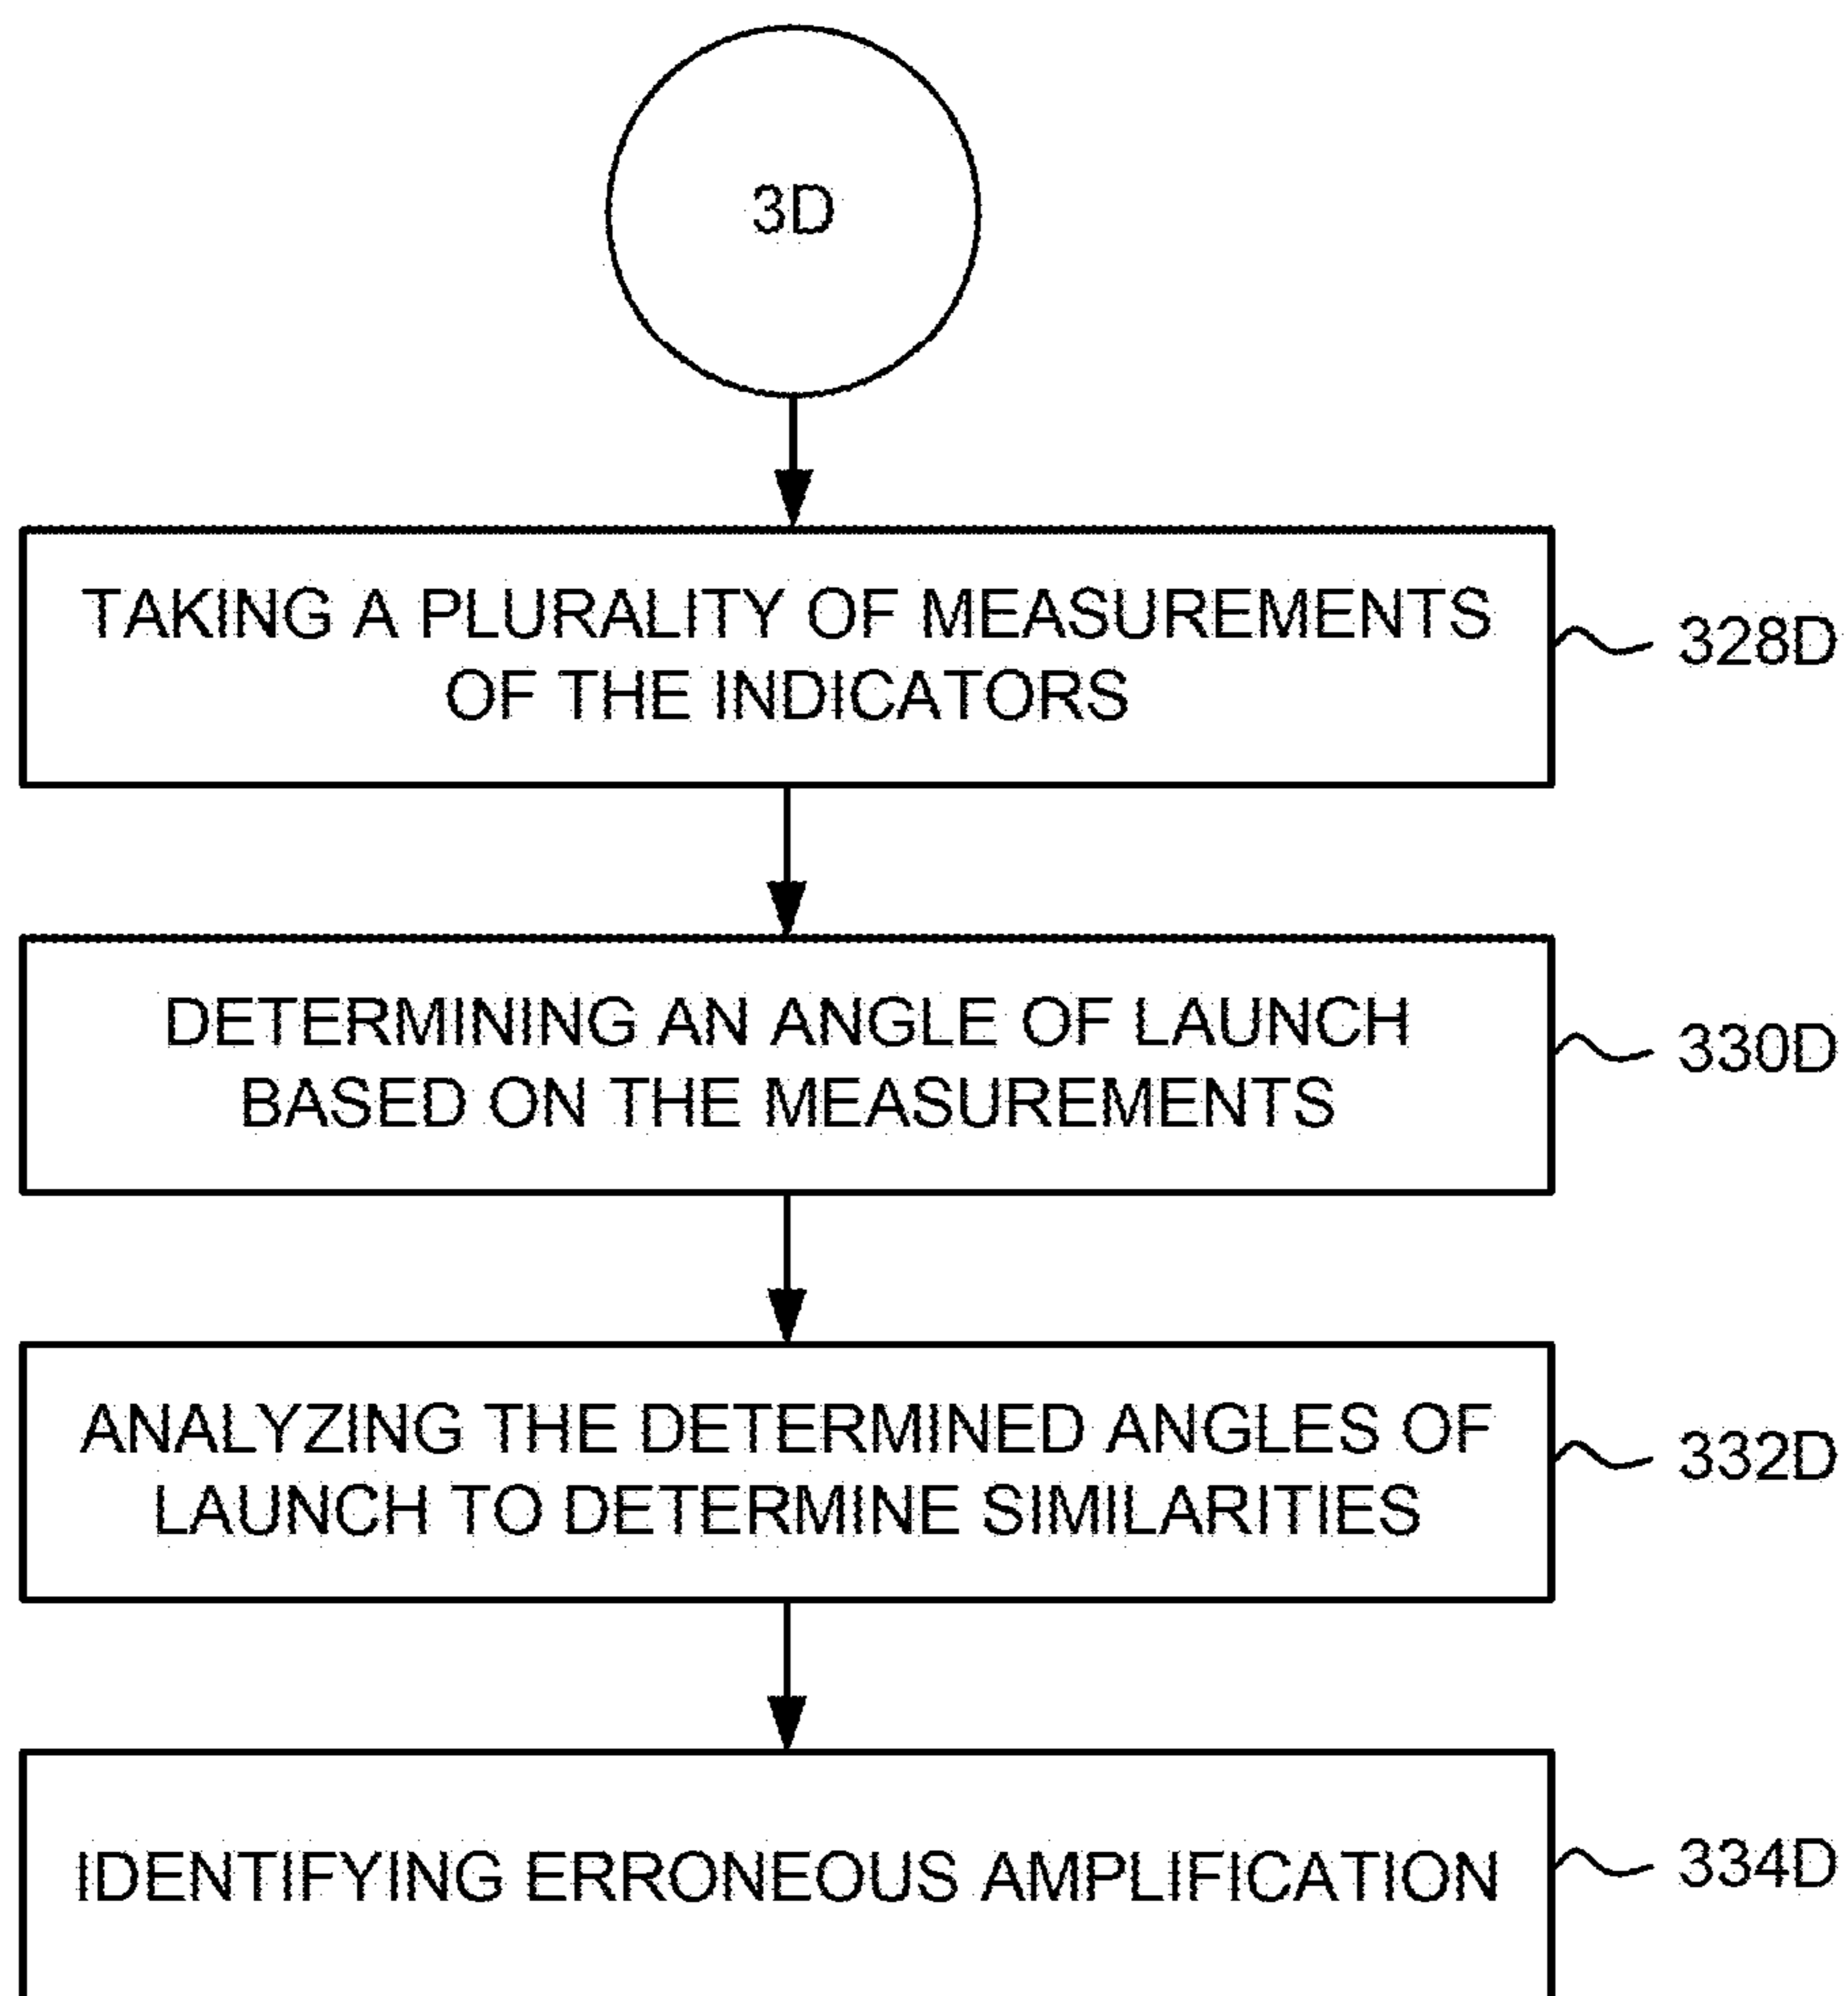 3D
TAKING A PLURALITY OF MEASUREMENTS
OF THE INDICATORS
328D
DETERMINING AN ANGLE OF LAUNCH
BASED ON THE MEASUREMENTS
330D
ANALYZING THE DETERMINED ANGLES OF
LAUNCH TO DETERMINE SIMILARITIES
332D
IDENTIFYING ERRONEOUS AMPLIFICATION
334D